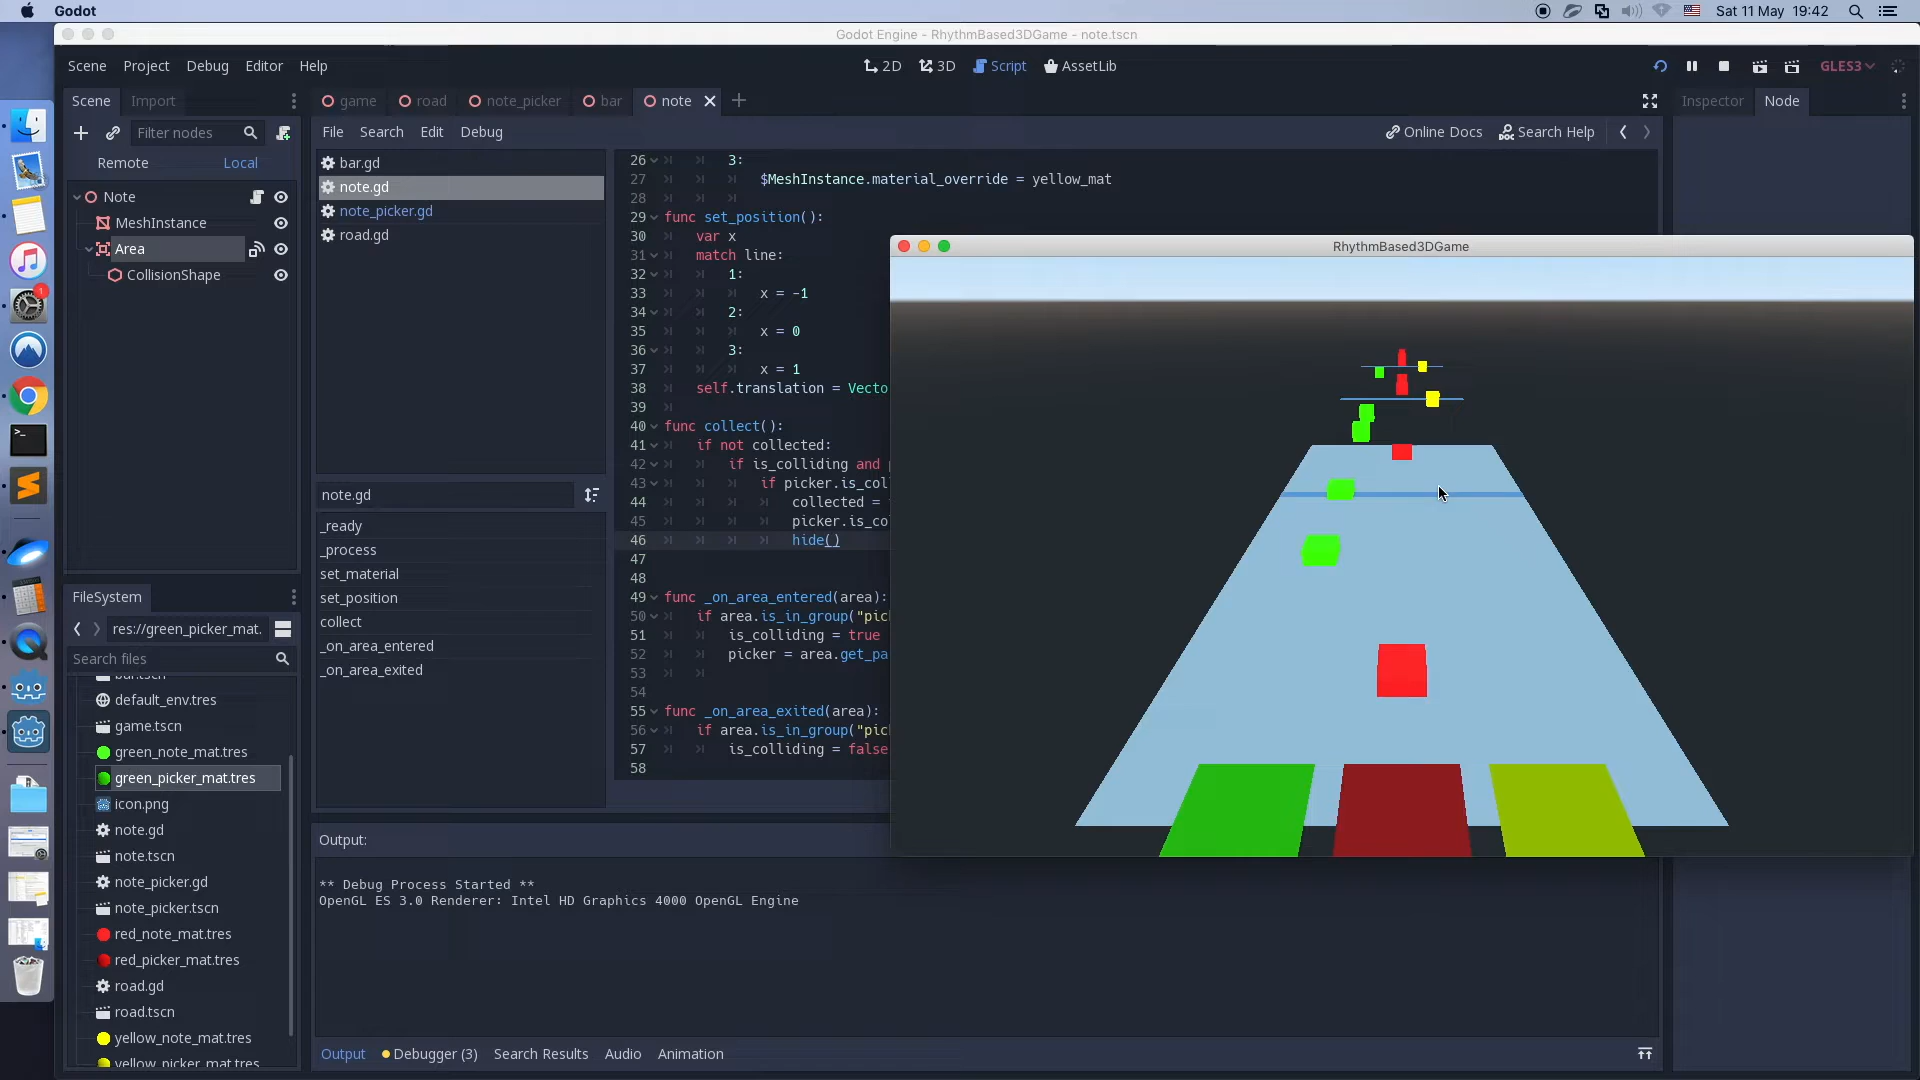 Godot
Sat 11 May 19:42
Godot Engine - RhythmBased3DGame - note.tscn
Scene Project Debug Editor Help
2D 3D Script AssetLib
GLES3
Scene Import
game road note_picker bar note
Inspector Node
Filter nodes
File Search Edit Debug
Online Docs Search Help
Remote Local
Note
MeshInstance
Area
CollisionShape
bar.gd
note.gd
note_picker.gd
road.gd
note.gd
_ready
_process
set_material
set_position
collect
_on_area_entered
_on_area_exited
26 3:
27 $MeshInstance.material_override = yellow_mat
28
29 func set_position():
30 var x
31 match line:
32 1:
33 x = -1
34 2:
35 x = 0
36 3:
37 x = 1
38 self.translation = Vecto
39
40 func collect():
41 if not collected:
42 if is_colliding and
43 if picker.is_col
44 collected =
45 picker.is_co
46 hide()
47
48
49 func _on_area_entered(area):
50 if area.is_in_group("pic
51 is_colliding = true
52 picker = area.get_pa
53
54
55 func _on_area_exited(area):
56 if area.is_in_group("pic
57 is_colliding = false
58
RhythmBased3DGame
FileSystem
res://green_picker_mat.
Search files
bar.tscn
default_env.tres
game.tscn
green_note_mat.tres
green_picker_mat.tres
icon.png
note.gd
note.tscn
note_picker.gd
note_picker.tscn
red_note_mat.tres
red_picker_mat.tres
road.gd
road.tscn
yellow_note_mat.tres
yellow_picker_mat.tres
Output:
** Debug Process Started **
OpenGL ES 3.0 Renderer: Intel HD Graphics 4000 OpenGL Engine
Output Debugger (3) Search Results Audio Animation